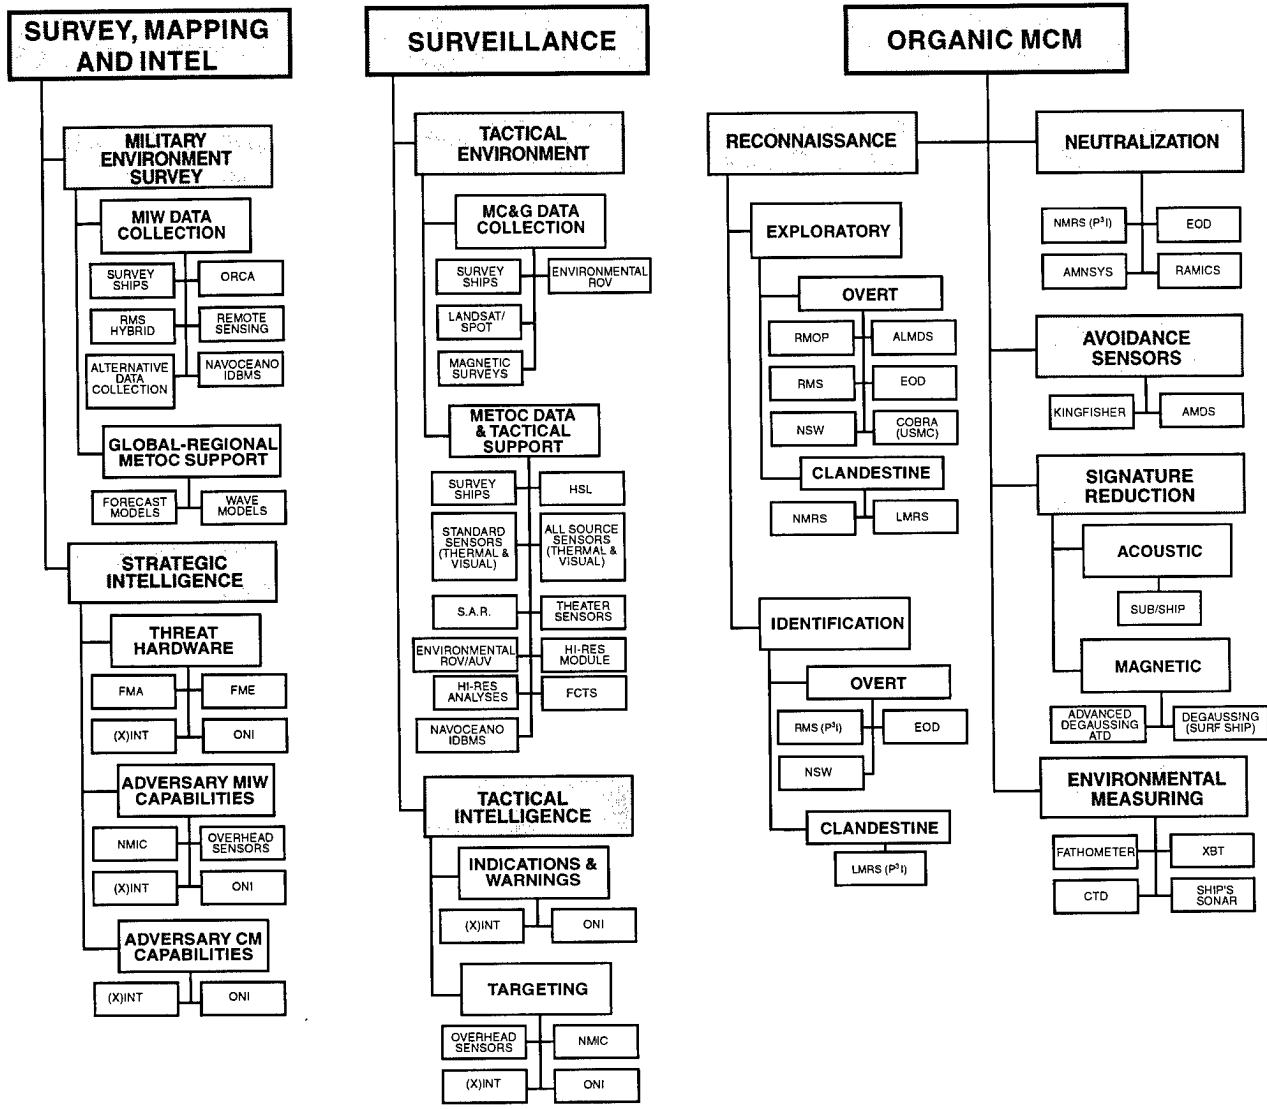 SURVEY, MAPPING
AND INTEL
MILITARY
ENVIRONMENT
SURVEY
MIW DATA
COLLECTION
SURVEY
SHIPS
ORCA
RMS
HYBRID
REMOTE
SENSING
ALTERNATIVE
DATA
COLLECTION
NAVOCEANO
IDBMS
GLOBAL-REGIONAL
METOC SUPPORT
FORECAST
MODELS
WAVE
MODELS
STRATEGIC
INTELLIGENCE
THREAT
HARDWARE
FMA
FME
(X)INT
ONI
ADVERSARY MIW
CAPABILITIES
NMIC
OVERHEAD
SENSORS
(X)INT
ONI
ADVERSARY CM
CAPABILITIES
(X)INT
ONI
SURVEILLANCE
TACTICAL
ENVIRONMENT
MC&G DATA
COLLECTION
SURVEY
SHIPS
ENVIRONMENTAL
ROV
LANDSAT/
SPOT
MAGNETIC
SURVEYS
METOC DATA
& TACTICAL
SUPPORT
SURVEY
SHIPS
HSL
STANDARD
SENSORS
(THERMAL &
VISUAL)
ALL SOURCE
SENSORS
(THERMAL &
VISUAL)
S.A.R.
THEATER
SENSORS
ENVIRONMENTAL
ROV/AUV
HI-RES
MODULE
HI-RES
ANALYSES
FCTS
NAVOCEANO
IDBMS
TACTICAL
INTELLIGENCE
INDICATIONS &
WARNINGS
(X)INT
ONI
TARGETING
OVERHEAD
SENSORS
NMIC
(X)INT
ONI
ORGANIC MCM
RECONNAISSANCE
EXPLORATORY
OVERT
RMOP
ALMDS
RMS
EOD
NSW
COBRA
(USMC)
CLANDESTINE
NMRS
LMRS
IDENTIFICATION
OVERT
RMS (P³I)
EOD
NSW
CLANDESTINE
LMRS (P³I)
NEUTRALIZATION
NMRS (P³I)
EOD
AMNSYS
RAMICS
AVOIDANCE
SENSORS
KINGFISHER
AMDS
SIGNATURE
REDUCTION
ACOUSTIC
SUB/SHIP
MAGNETIC
ADVANCED
DEGAUSSING
ATD
DEGAUSSING
(SURF SHIP)
ENVIRONMENTAL
MEASURING
FATHOMETER
XBT
CTD
SHIP'S
SONAR